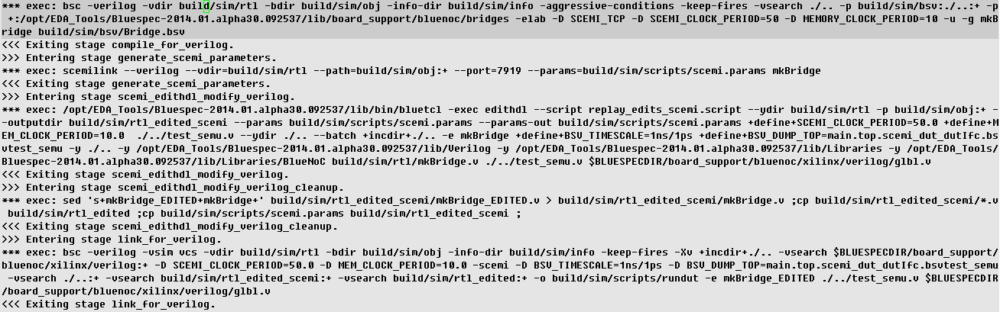 *** exec: bsc -verilog -vdir build/sim/rtl -bdir build/sim/obj -info-dir build/sim/info -aggressive-conditions -keep-fires -vsearch ./.. -p build/sim/bsv:./..:+ -p
 +:/opt/EDA_Tools/Bluespec-2014.01.alpha30.092537/lib/board_support/bluenoc/bridges -elab -D SCEMI_TCP -D SCEMI_CLOCK_PERIOD=50 -D MEMORY_CLOCK_PERIOD=10 -u -g mkB
ridge build/sim/bsv/Bridge.bsv
<<< Exiting stage compile_for_verilog.
>>> Entering stage generate_scemi_parameters.
*** exec: scemilink --verilog --vdir=build/sim/rtl --path=build/sim/obj:+ --port=7919 --params=build/sim/scripts/scemi.params mkBridge
<<< Exiting stage generate_scemi_parameters.
>>> Entering stage scemi_edithdl_modify_verilog.
*** exec: /opt/EDA_Tools/Bluespec-2014.01.alpha30.092537/lib/bin/bluetcl -exec edithdl --script replay_edits_scemi.script --ydir build/sim/rtl -p build/sim/obj:+ -
-outputdir build/sim/rtl_edited_scemi --params build/sim/scripts/scemi.params --params-out build/sim/scripts/scemi.params +define+SCEMI_CLOCK_PERIOD=50.0 +define+M
EM_CLOCK_PERIOD=10.0  ./../test_semu.v --ydir ./.. --batch +incdir+./.. -e mkBridge +define+BSV_TIMESCALE=1ns/1ps +define+BSV_DUMP_TOP=main.top.scemi_dut_dutIfc.bs
vtest_semu -y ./.. -y /opt/EDA_Tools/Bluespec-2014.01.alpha30.092537/lib/Verilog -y /opt/EDA_Tools/Bluespec-2014.01.alpha30.092537/lib/Libraries -y /opt/EDA_Tools/
Bluespec-2014.01.alpha30.092537/lib/Libraries/BlueNoC build/sim/rtl/mkBridge.v ./../test_semu.v $BLUESPECDIR/board_support/bluenoc/xilinx/verilog/glbl.v
<<< Exiting stage scemi_edithdl_modify_verilog.
>>> Entering stage scemi_edithdl_modify_verilog_cleanup.
*** exec: sed 's+mkBridge_EDITED+mkBridge+' build/sim/rtl_edited_scemi/mkBridge_EDITED.v > build/sim/rtl_edited_scemi/mkBridge.v ;cp build/sim/rtl_edited_scemi/*.v
 build/sim/rtl_edited ;cp build/sim/scripts/scemi.params build/sim/rtl_edited_scemi ;
<<< Exiting stage scemi_edithdl_modify_verilog_cleanup.
>>> Entering stage link_for_verilog.
*** exec: bsc -verilog -vsim vcs -vdir build/sim/rtl -bdir build/sim/obj -info-dir build/sim/info -keep-fires -Xv +incdir+./.. -vsearch $BLUESPECDIR/board_support/
bluenoc/xilinx/verilog:+ -D SCEMI_CLOCK_PERIOD=50.0 -D MEM_CLOCK_PERIOD=10.0 -scemi -D BSV_TIMESCALE=1ns/1ps -D BSV_DUMP_TOP=main.top.scemi_dut_dutIfc.bsvtest_semu
 -vsearch ./..:+ -vsearch build/sim/rtl_edited_scemi:+ -vsearch build/sim/rtl_edited:+ -o build/sim/scripts/rundut -e mkBridge_EDITED ./../test_semu.v $BLUESPECDIR
/board_support/bluenoc/xilinx/verilog/glbl.v
<<< Exiting stage link_for_verilog.